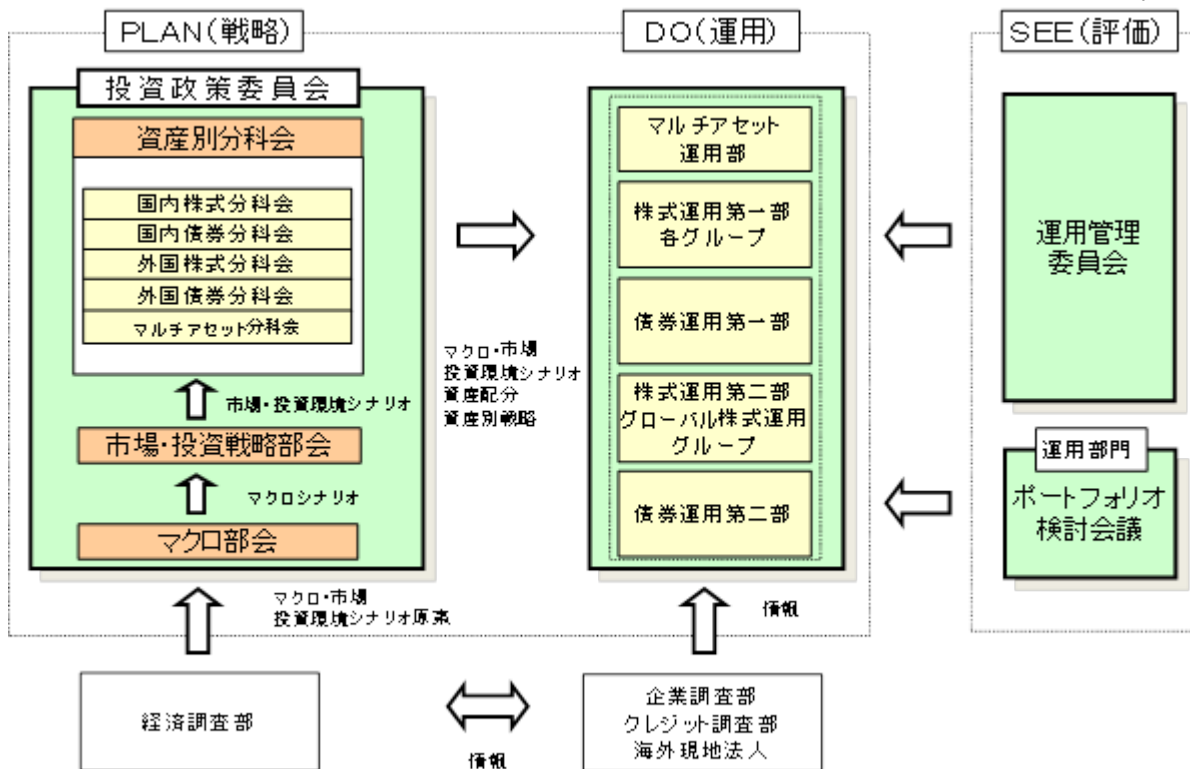 PLAN(戦略)
投資政策委員会
資産別分科会
国内株式分科会
国内債券分科会
外国株式分科会
外国債券分科会
マルチアセット分科会
市場・投資環境シナリオ
市場・投資戦略部会
マクロシナリオ
マクロ部会
マクロ・市場
投資環境シナリオ原案
経済調査部
マクロ・市場
投資環境シナリオ
資産配分
資産別戦略
情報
DO(運用)
マルチアセット
運用部
株式運用第一部
各グループ
債券運用第一部
株式運用第二部
グローバル株式運用
グループ
債券運用第二部
情報
企業調査部
クレジット調査部
海外現地法人
SEE(評価)
運用管理
委員会
運用部門
ポートフォリオ
検討会議